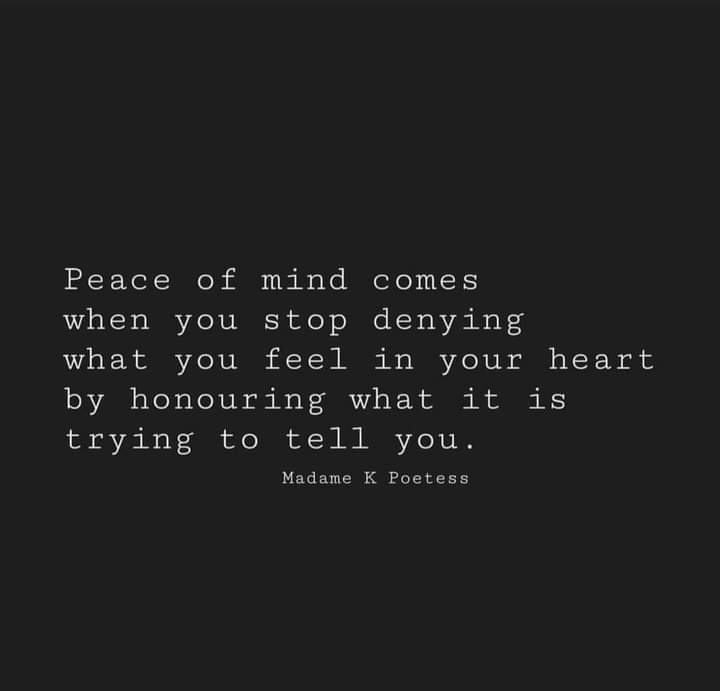 Peace of mind comes
when you stop denying
what you feel in your heart
by honouring what it is
trying to tell you.
Madame K Poetess